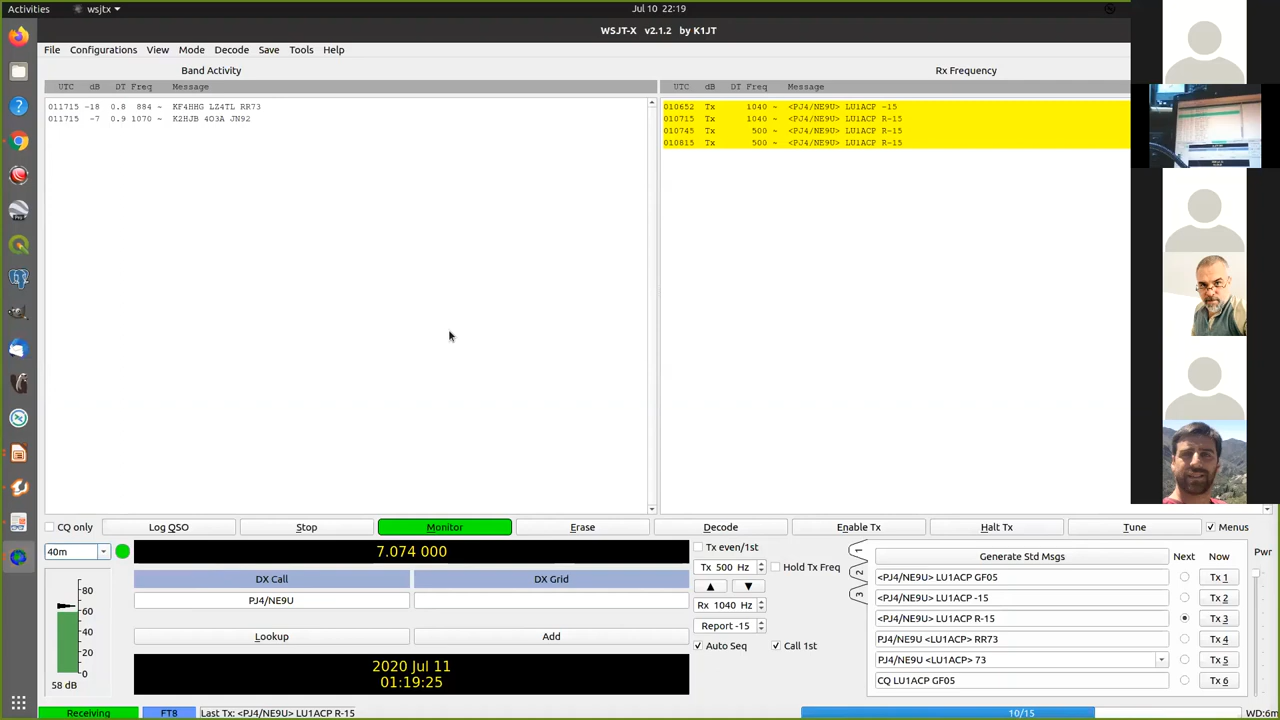 Activities
wsjtx
Jul 10 22:19
WSJT-X v2.1.2 by K1JT
File Configurations View Mode Decode Save Tools Help
Band Activity
Rx Frequency
UTC dB DT Freq Message
UTC dB DT Freq Message
011715 -18 0.8 884 ~ KF4HHG LZ4TL RR73
011715 -7 0.9 1070 ~ K2HJB 4O3A JN92
010652 Tx 1040 ~ <PJ4/NE9U> LU1ACP -15
010715 Tx 1040 ~ <PJ4/NE9U> LU1ACP R-15
010745 Tx 500 ~ <PJ4/NE9U> LU1ACP R-15
010815 Tx 500 ~ <PJ4/NE9U> LU1ACP R-15
CQ only
Log QSO
Stop
Monitor
Erase
Decode
Enable Tx
Halt Tx
Tune
Menus
40m
7.074 000
Tx even/1st
Tx 500 Hz
Hold Tx Freq
Rx 1040 Hz
Report -15
Auto Seq
Call 1st
DX Call
DX Grid
PJ4/NE9U
Lookup
Add
2020 Jul 11
01:19:25
80
60
40
20
0
58 dB
1
2
3
Generate Std Msgs
Next
Now
Pwr
<PJ4/NE9U> LU1ACP GF05
Tx 1
<PJ4/NE9U> LU1ACP -15
Tx 2
<PJ4/NE9U> LU1ACP R-15
Tx 3
PJ4/NE9U <LU1ACP> RR73
Tx 4
PJ4/NE9U <LU1ACP> 73
Tx 5
CQ LU1ACP GF05
Tx 6
Receiving
FT8
Last Tx: <PJ4/NE9U> LU1ACP R-15
10/15
WD:6m